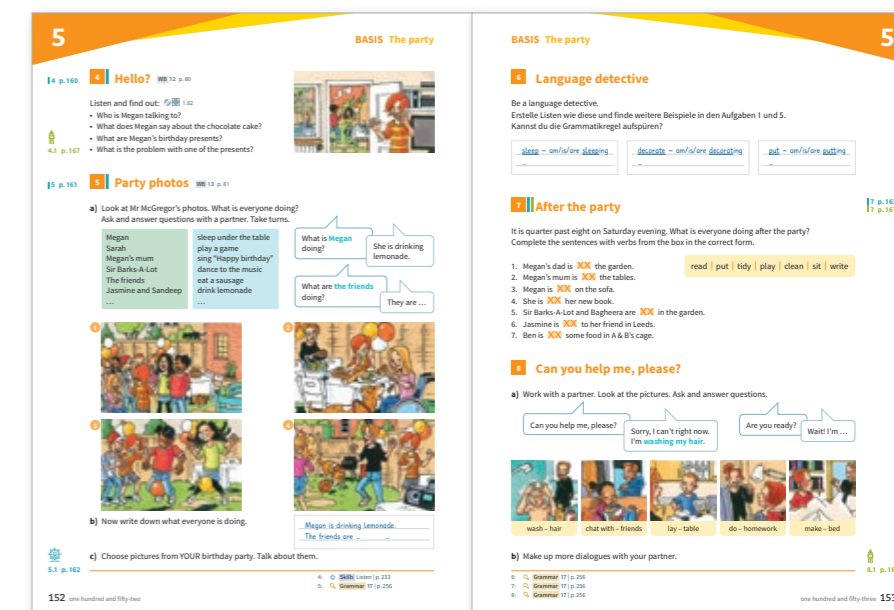 5
BASIS The party
4 p.160
4 Hello? WB 12 p. 80
Listen and find out: 1.82
• Who is Megan talking to?
• What does Megan say about the chocolate cake?
• What are Megan's birthday presents?
• What is the problem with one of the presents?
4.1 p.167
5 p.161
5 Party photos WB 13 p. 81
a) Look at Mr McGregor's photos. What is everyone doing?
Ask and answer questions with a partner. Take turns.
Megan
Sarah
Megan's mum
Sir Barks-A-Lot
The friends
Jasmine and Sandeep
...
sleep under the table
play a game
sing "Happy birthday"
dance to the music
eat a sausage
drink lemonade
...
What is Megan
doing?
She is drinking
lemonade.
What are the friends
doing?
They are ...
1
2
3
4
b) Now write down what everyone is doing.
Megan is drinking lemonade.
The friends are _ _
c) Choose pictures from YOUR birthday party. Talk about them.
5.1 p.162
4: Skills Listen | p.233
5: Grammar 17 | p.256
152 one hundred and fifty-two
BASIS The party
5
6 Language detective
Be a language detective.
Erstelle Listen wie diese und finde weitere Beispiele in den Aufgaben 1 und 5.
Kannst du die Grammatikregel aufspüren?
sleep – am/is/are sleeping
_
decorate – am/is/are decorating
_
put – am/is/are putting
_
7 After the party
7 p.16
7 p.16
It is quarter past eight on Saturday evening. What is everyone doing after the party?
Complete the sentences with verbs from the box in the correct form.
1. Megan's dad is XX the garden.
2. Megan's mum is XX the tables.
3. Megan is XX on the sofa.
4. She is XX her new book.
5. Sir Barks-A-Lot and Bagheera are XX in the garden.
6. Jasmine is XX to her friend in Leeds.
7. Ben is XX some food in A & B's cage.
read | put | tidy | play | clean | sit | write
8 Can you help me, please?
a) Work with a partner. Look at the pictures. Ask and answer questions.
Can you help me, please?
Sorry, I can't right now.
I'm washing my hair.
Are you ready?
Wait! I'm ...
wash – hair
chat with – friends
lay – table
do – homework
make – bed
b) Make up more dialogues with your partner.
8.1 p.16
6: Grammar 17 | p.256
7: Grammar 17 | p.256
8: Grammar 17 | p.256
one hundred and fifty-three 153